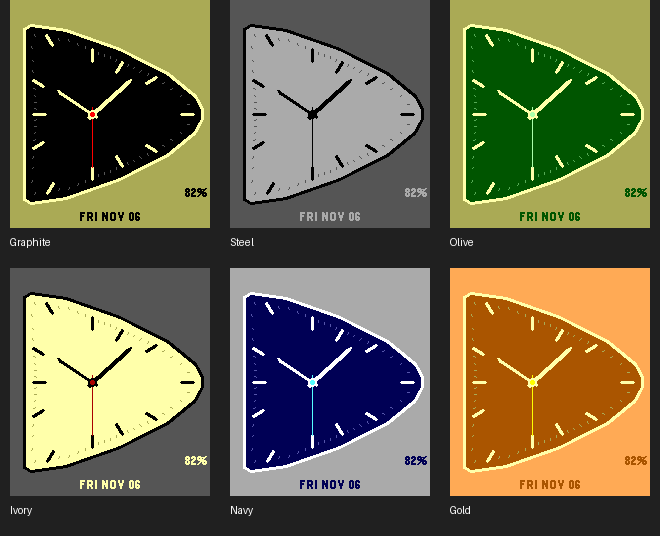 82%
FRI NOV 06
Graphite
82%
FRI NOV 06
Steel
82%
FRI NOV 06
Olive
82%
FRI NOV 06
Ivory
82%
FRI NOV 06
Navy
82%
FRI NOV 06
Gold